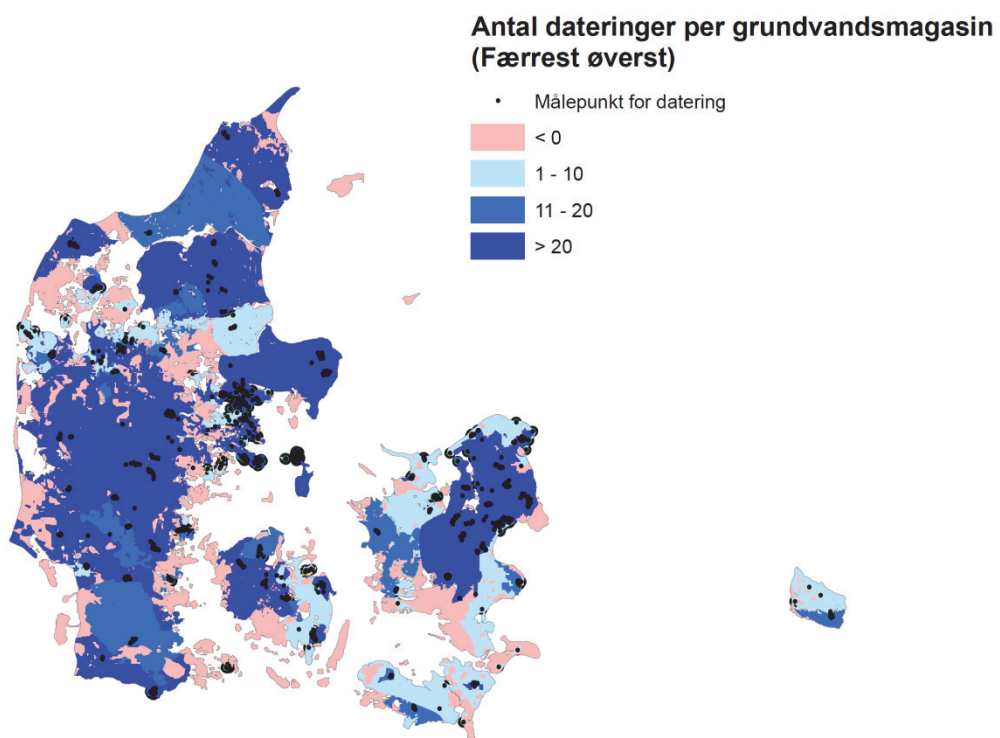 Antal dateringer per grundvandsmagasin
(Færrest øverst)
Målepunkt for datering
< 0
1 - 10
11 - 20
> 20